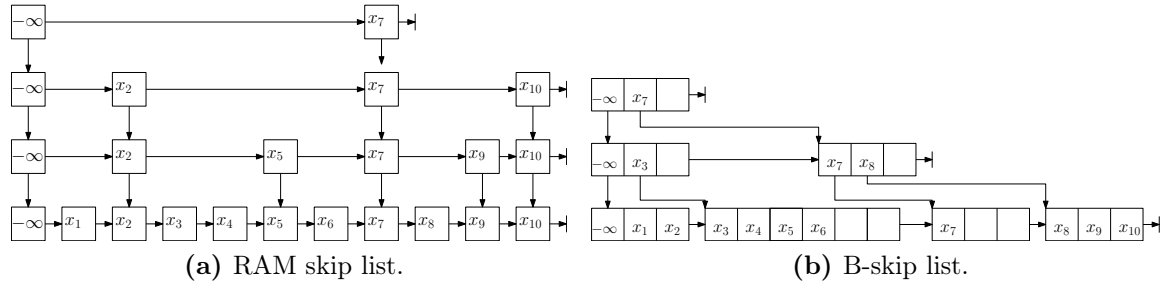 −∞ x₇
−∞ x₂ x₇ x₁₀
−∞ x₇
−∞ x₂ x₅ x₇ x₉ x₁₀
−∞ x₃ x₇ x₈
−∞ x₁ x₂ x₃ x₄ x₅ x₆ x₇ x₈ x₉ x₁₀
−∞ x₁ x₂ x₃ x₄ x₅ x₆ x₇ x₈ x₉ x₁₀
(a) RAM skip list.
(b) B-skip list.